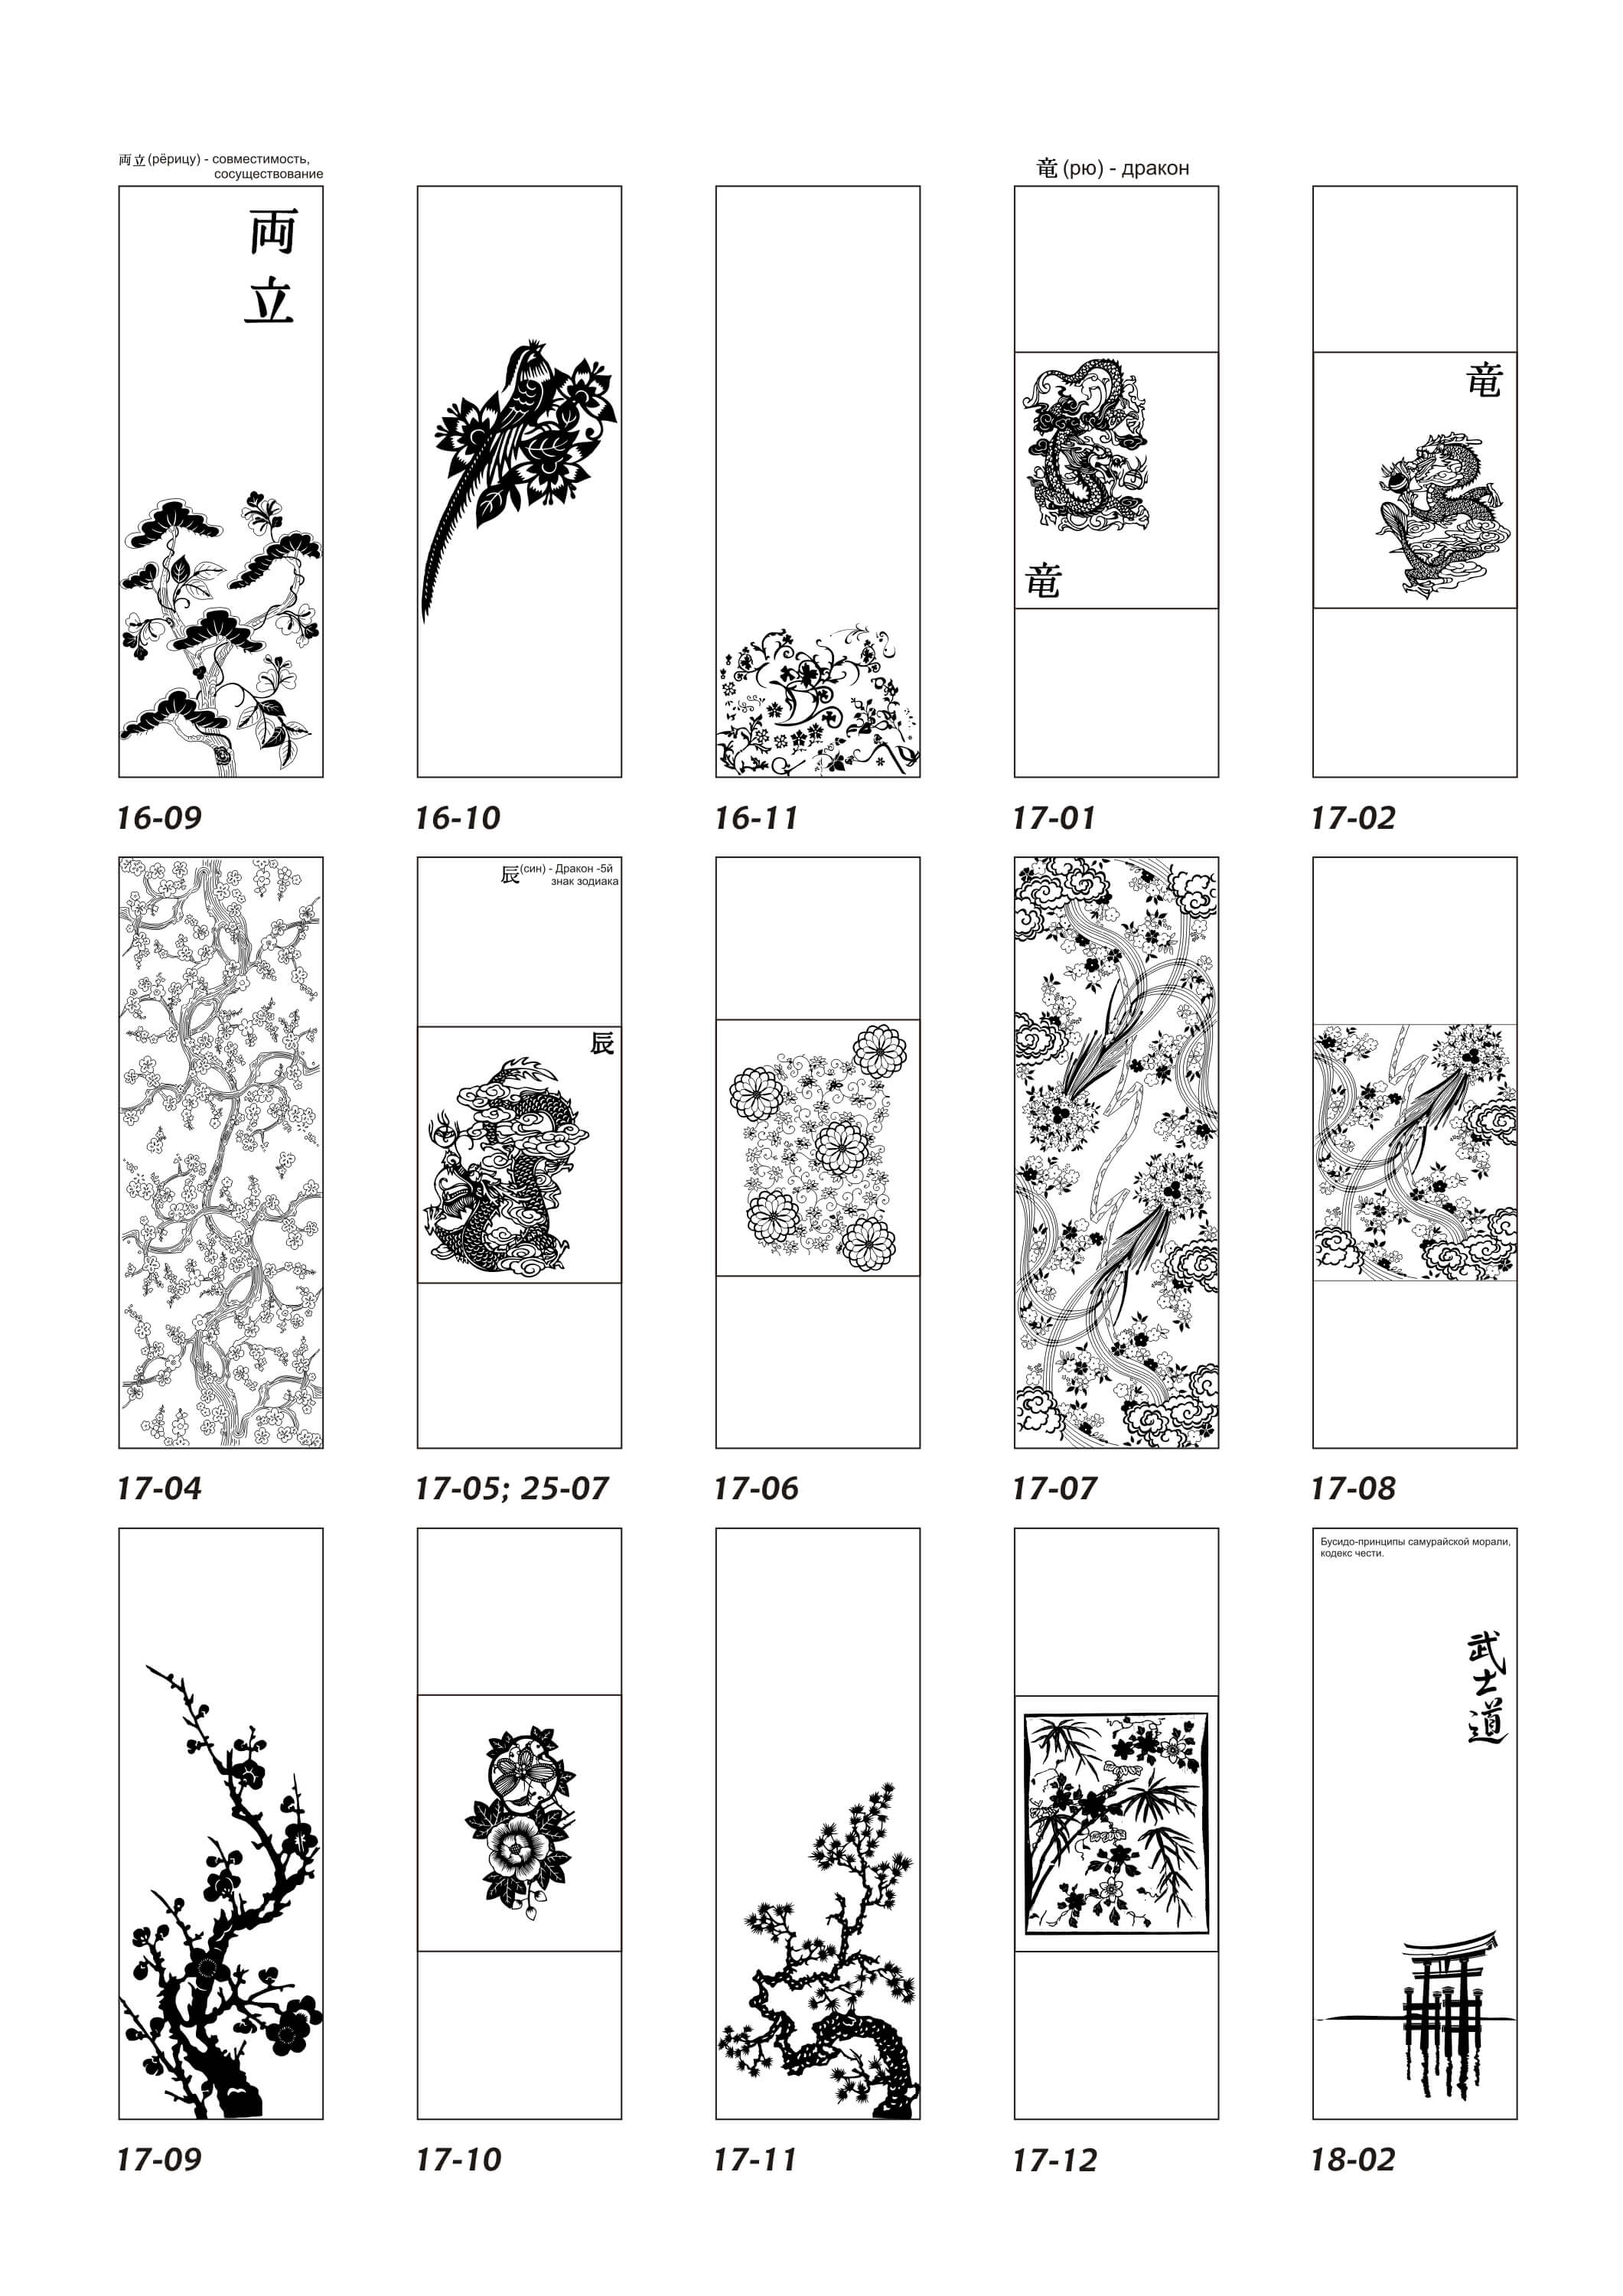 両立(рёрицу) - совместимость,
сосуществование
竜 (рю) - дракон
両
立
竜
竜
16-09
16-10
16-11
17-01
17-02
辰(син) - Дракон -5й
знак зодиака
辰
17-04
17-05; 25-07
17-06
17-07
17-08
Бусидо-принципы самурайской морали,
кодекс чести.
武
士
道
17-09
17-10
17-11
17-12
18-02